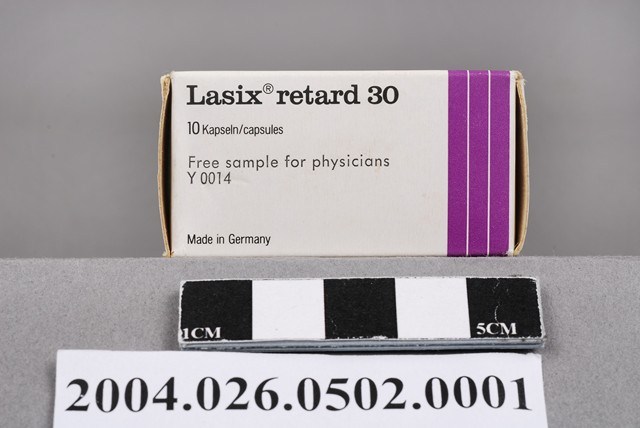 Lasix® retard 30
10 Kapseln/capsules
Free sample for physicians
Y 0014
Made in Germany
1CM 5CM
2004.026.0502.0001